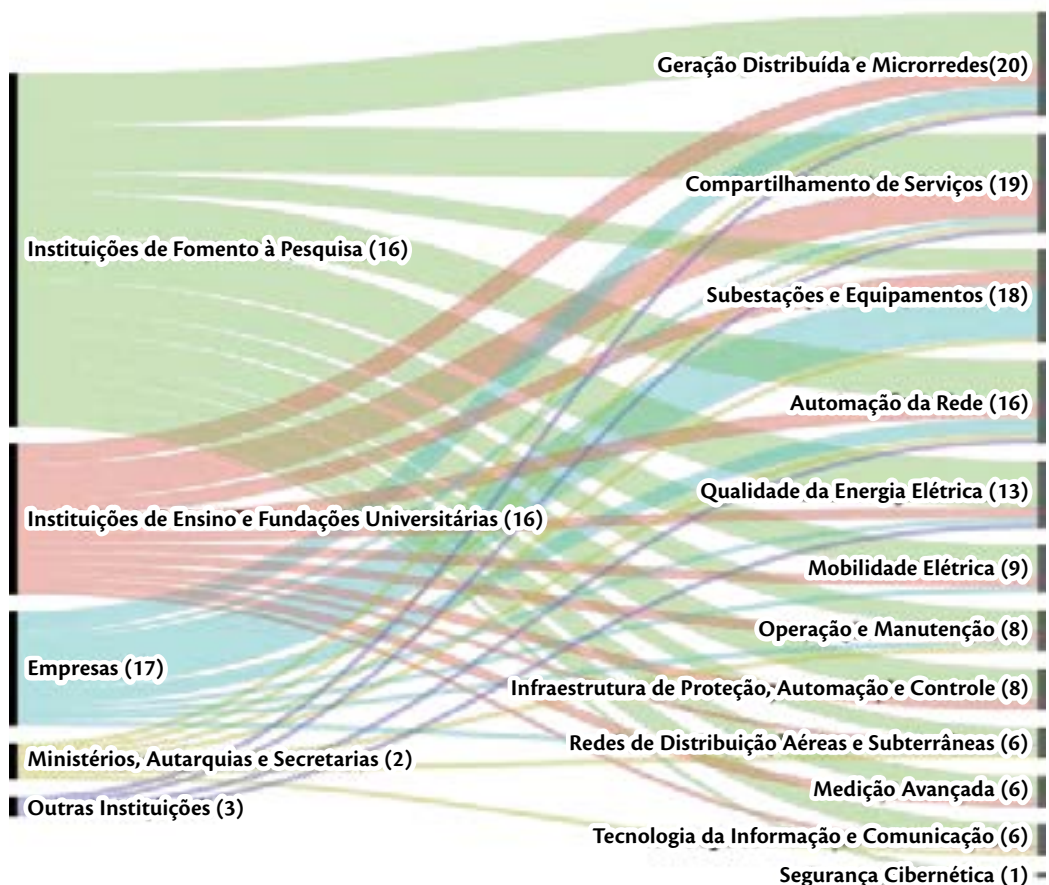 Geração Distribuída e Microrredes(20)
Compartilhamento de Serviços (19)
Instituições de Fomento à Pesquisa (16)
Subestações e Equipamentos (18)
Automação da Rede (16)
Qualidade da Energia Elétrica (13)
Instituições de Ensino e Fundações Universitárias (16)
Mobilidade Elétrica (9)
Operação e Manutenção (8)
Empresas (17)
Infraestrutura de Proteção, Automação e Controle (8)
Redes de Distribuição Aéreas e Subterrâneas (6)
Ministérios, Autarquias e Secretarias (2)
Medição Avançada (6)
Outras Instituições (3)
Tecnologia da Informação e Comunicação (6)
Segurança Cibernética (1)